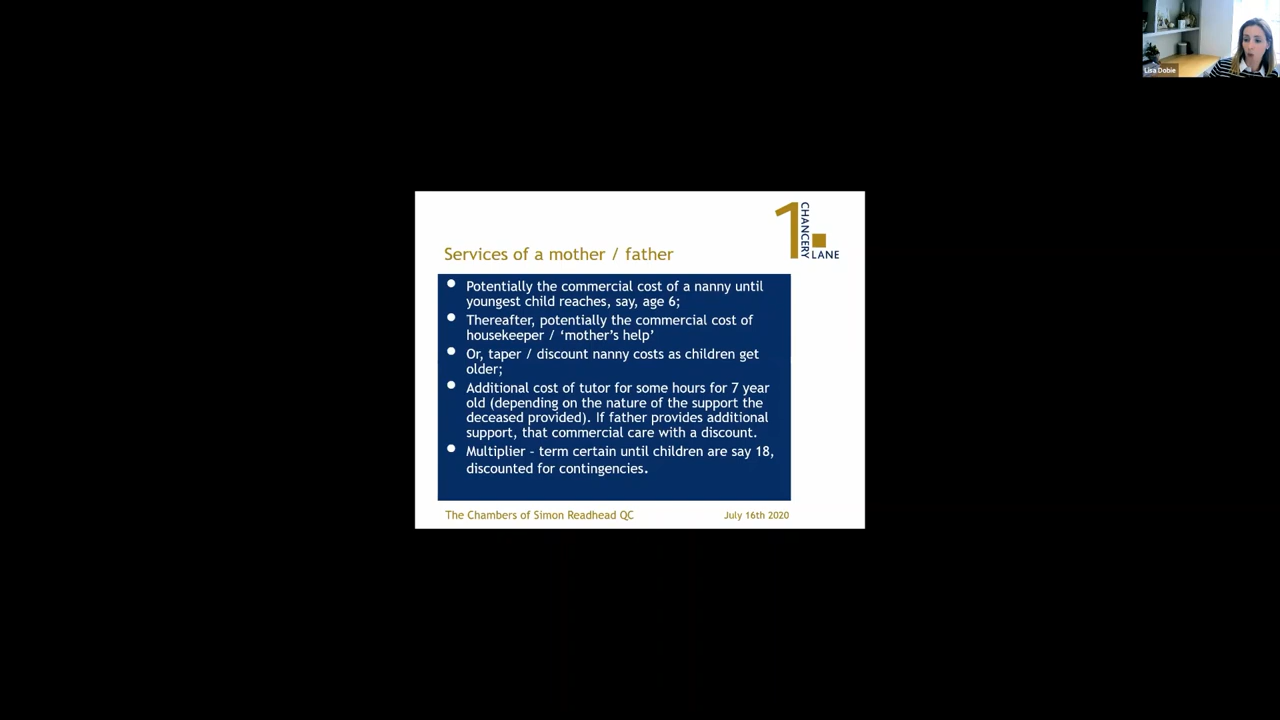 Lisa Dobie
1 CHANCERY LANE
Services of a mother / father
Potentially the commercial cost of a nanny until
youngest child reaches, say, age 6;
Thereafter, potentially the commercial cost of
housekeeper / ‘mother’s help’
Or, taper / discount nanny costs as children get
older;
Additional cost of tutor for some hours for 7 year
old (depending on the nature of the support the
deceased provided). If father provides additional
support, that commercial care with a discount.
Multiplier - term certain until children are say 18,
discounted for contingencies.
The Chambers of Simon Readhead QC
July 16th 2020